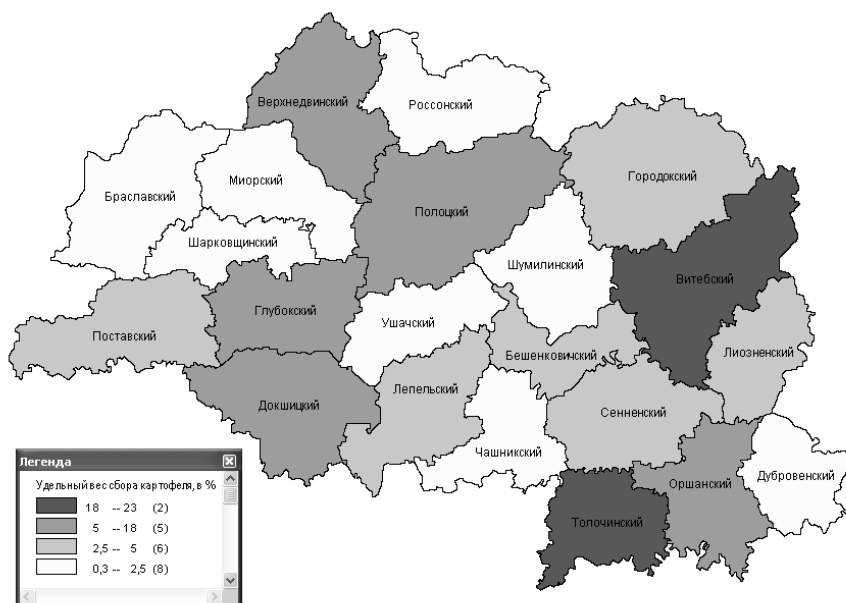 Верхнедвинский
Россонский
Городокский
Миорский
Браславский
Полоцкий
Шарковщинский
Шумилинский
Витебский
Глубокский
Ушачский
Поставский
Бешенковичский
Лиозненский
Лепельский
Докшицкий
Сенненский
Чашникский
Дубровенский
Оршанский
Толочинский
Легенда
Удельный вес сбора картофеля, в %
18 -- 23 (2)
5 -- 18 (5)
2,5 -- 5 (6)
0,3 -- 2,5 (8)